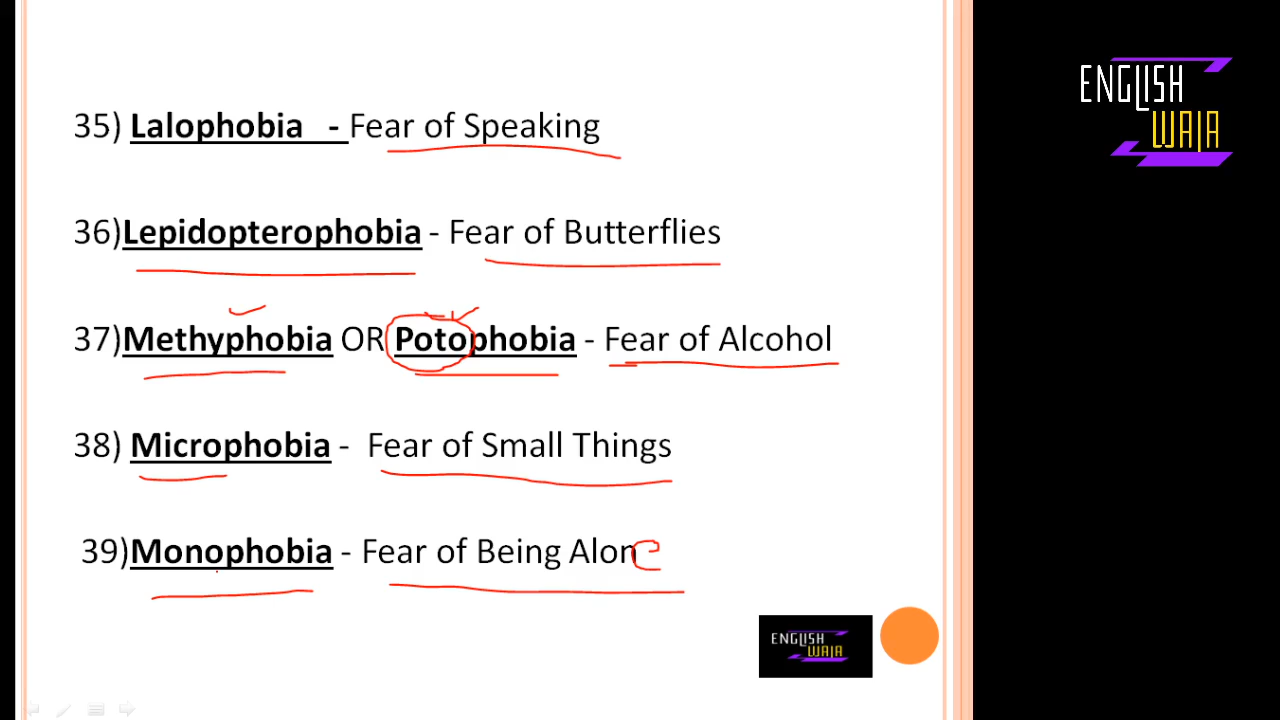 35) Lalophobia - Fear of Speaking
36)Lepidopterophobia - Fear of Butterflies
37)Methyphobia OR Potophobia - Fear of Alcohol
38) Microphobia - Fear of Small Things
39)Monophobia - Fear of Being Alone
ENGLISH
WAJA
ENGLISH
WAJA